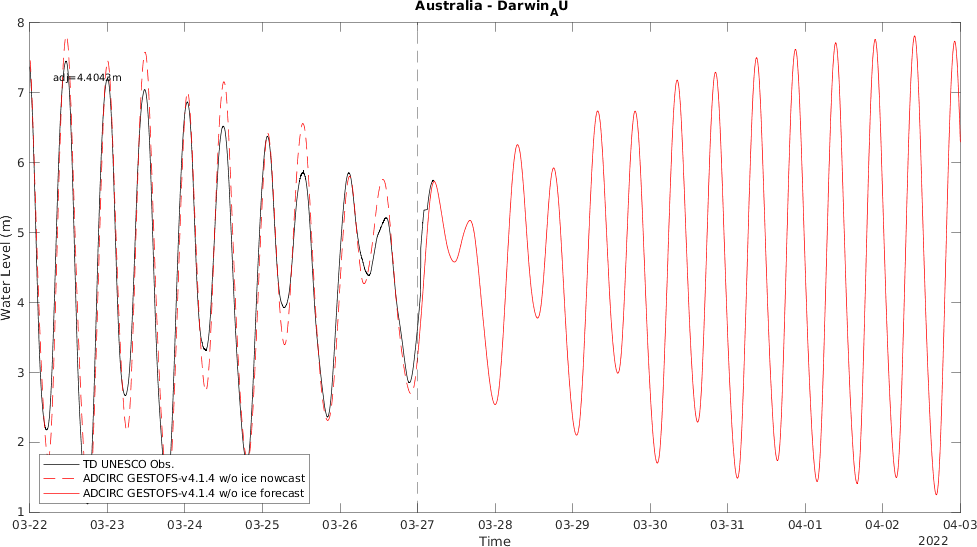 Australia - Darwin_AU
adj=4.4043m
8
7
6
5
4
3
2
1
Water Level (m)
TD UNESCO Obs.
ADCIRC GESTOFS-v4.1.4 w/o ice nowcast
ADCIRC GESTOFS-v4.1.4 w/o ice forecast
03-22 03-23 03-24 03-25 03-26 03-27 03-28 03-29 03-30 03-31 04-01 04-02 04-03
Time
2022